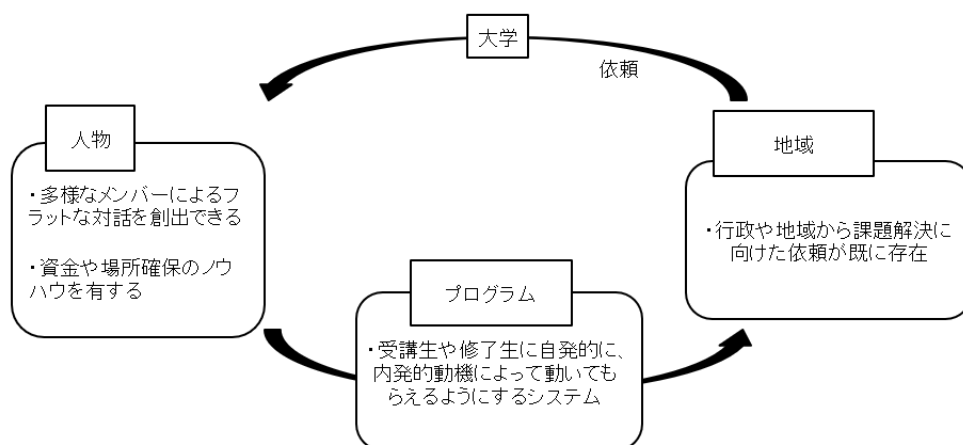 大学
依頼
人物
・多様なメンバーによるフ
ラットな対話を創出できる
・資金や場所確保のノウ
ハウを有する
地域
・行政や地域から課題解決に
向けた依頼が既に存在
プログラム
・受講生や修了生に自発的に、
内発的動機によって動いても
らえるようにするシステム